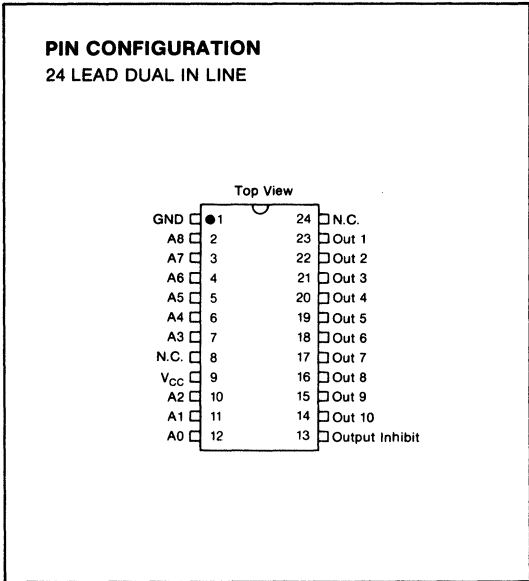 PIN CONFIGURATION
24 LEAD DUAL IN LINE
Top View
GND 1 24 N.C.
A8 2 23 Out 1
A7 3 22 Out 2
A6 4 21 Out 3
A5 5 20 Out 4
A4 6 19 Out 5
A3 7 18 Out 6
N.C. 8 17 Out 7
VCC 9 16 Out 8
A2 10 15 Out 9
A1 11 14 Out 10
A0 12 13 Output Inhibit